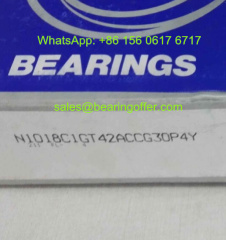 WhatsApp: +86 156 0617 6717
BEARINGS
sales@bearingoffer.com
N1018C1GT42ACCG30P4Y